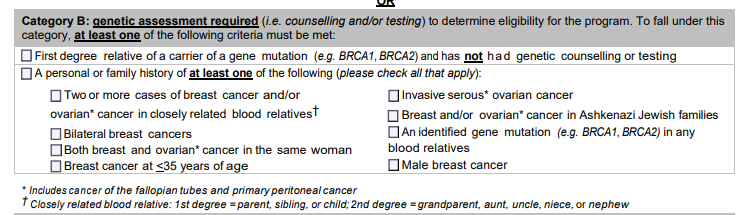 OR
Category B: genetic assessment required (i.e. counselling and/or testing) to determine eligibility for the program. To fall under this
category, at least one of the following criteria must be met:
☐ First degree relative of a carrier of a gene mutation (e.g. BRCA1, BRCA2) and has not had genetic counselling or testing
☐ A personal or family history of at least one of the following (please check all that apply):
☐ Two or more cases of breast cancer and/or
ovarian* cancer in closely related blood relatives†
☐ Bilateral breast cancers
☐ Both breast and ovarian* cancer in the same woman
☐ Breast cancer at ≤35 years of age
☐ Invasive serous* ovarian cancer
☐ Breast and/or ovarian* cancer in Ashkenazi Jewish families
☐ An identified gene mutation (e.g. BRCA1, BRCA2) in any
blood relatives
☐ Male breast cancer
* Includes cancer of the fallopian tubes and primary peritoneal cancer
† Closely related blood relative: 1st degree = parent, sibling, or child; 2nd degree = grandparent, aunt, uncle, niece, or nephew